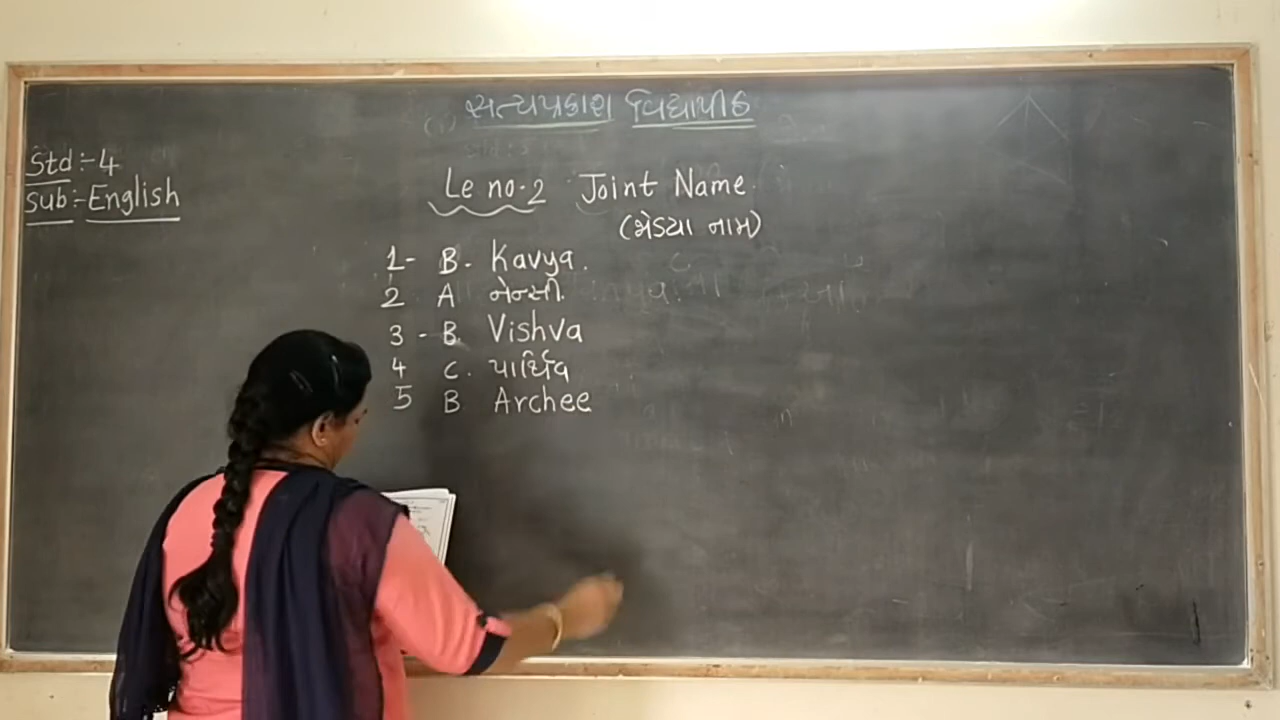 સત્યપ્રકાશ વિદ્યાપીઠ
Std :- 4
Sub :- English
Le no. 2 Joint Name.
(જોડ્યા નામ)
1- B. Kavya.
2 A નેન્સી.
3 - B. Vishva
4 C. પાર્થિવ
5 B Archee